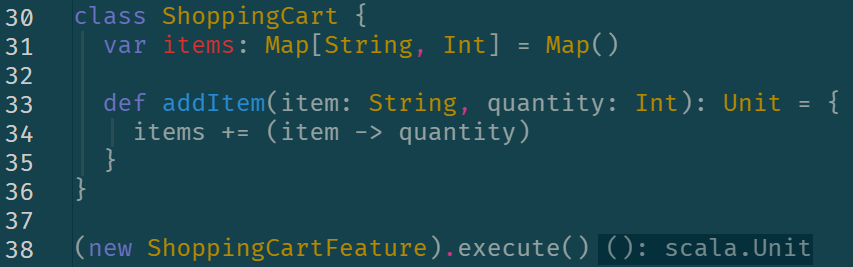 30 class ShoppingCart {
31   var items: Map[String, Int] = Map()
32
33   def addItem(item: String, quantity: Int): Unit = {
34     items += (item -> quantity)
35   }
36 }
37
38 (new ShoppingCartFeature).execute() (): scala.Unit